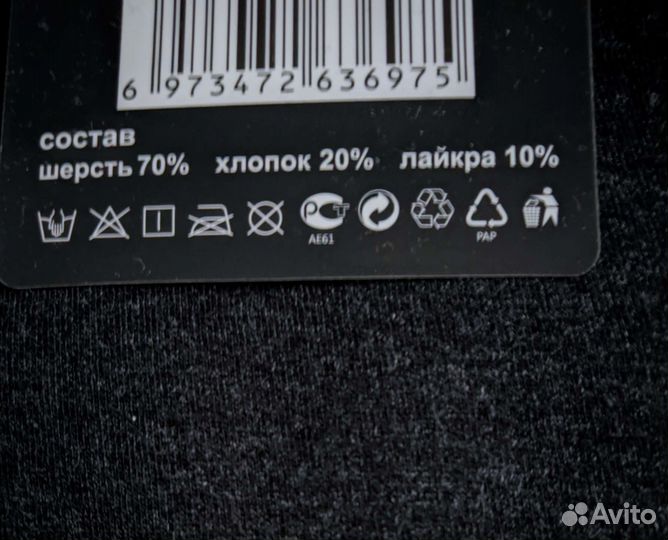 6 973472 636975
состав
шерсть 70% хлопок 20% лайкра 10%
РСТ
АЕ61
PAP
Avito